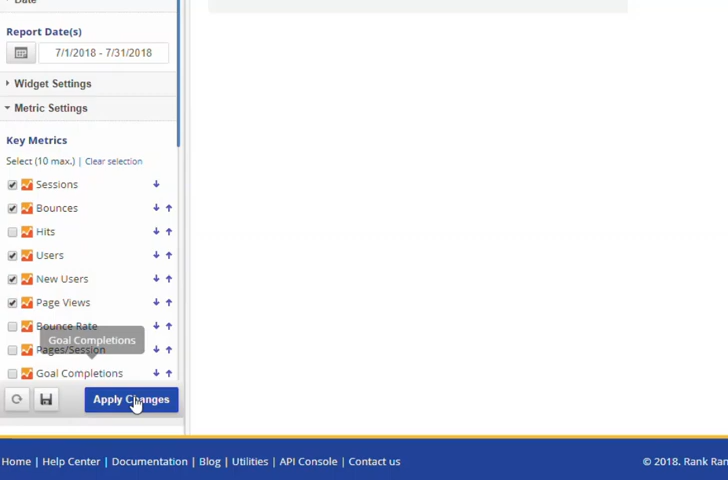 Date
Report Date(s)
7/1/2018 - 7/31/2018
Widget Settings
Metric Settings
Key Metrics
Select (10 max.) | Clear selection
Sessions
Bounces
Hits
Users
New Users
Page Views
Bounce Rate
Goal Completions
Pages/Session
Goal Completions
Apply Changes
Home | Help Center | Documentation | Blog | Utilities | API Console | Contact us
© 2018. Rank Ran